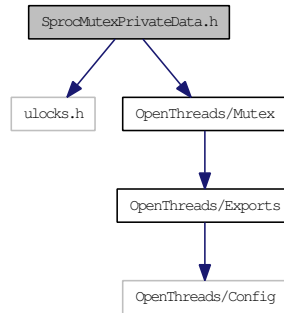 SprocMutexPrivateData.h
ulocks.h
OpenThreads/Mutex
OpenThreads/Exports
OpenThreads/Config